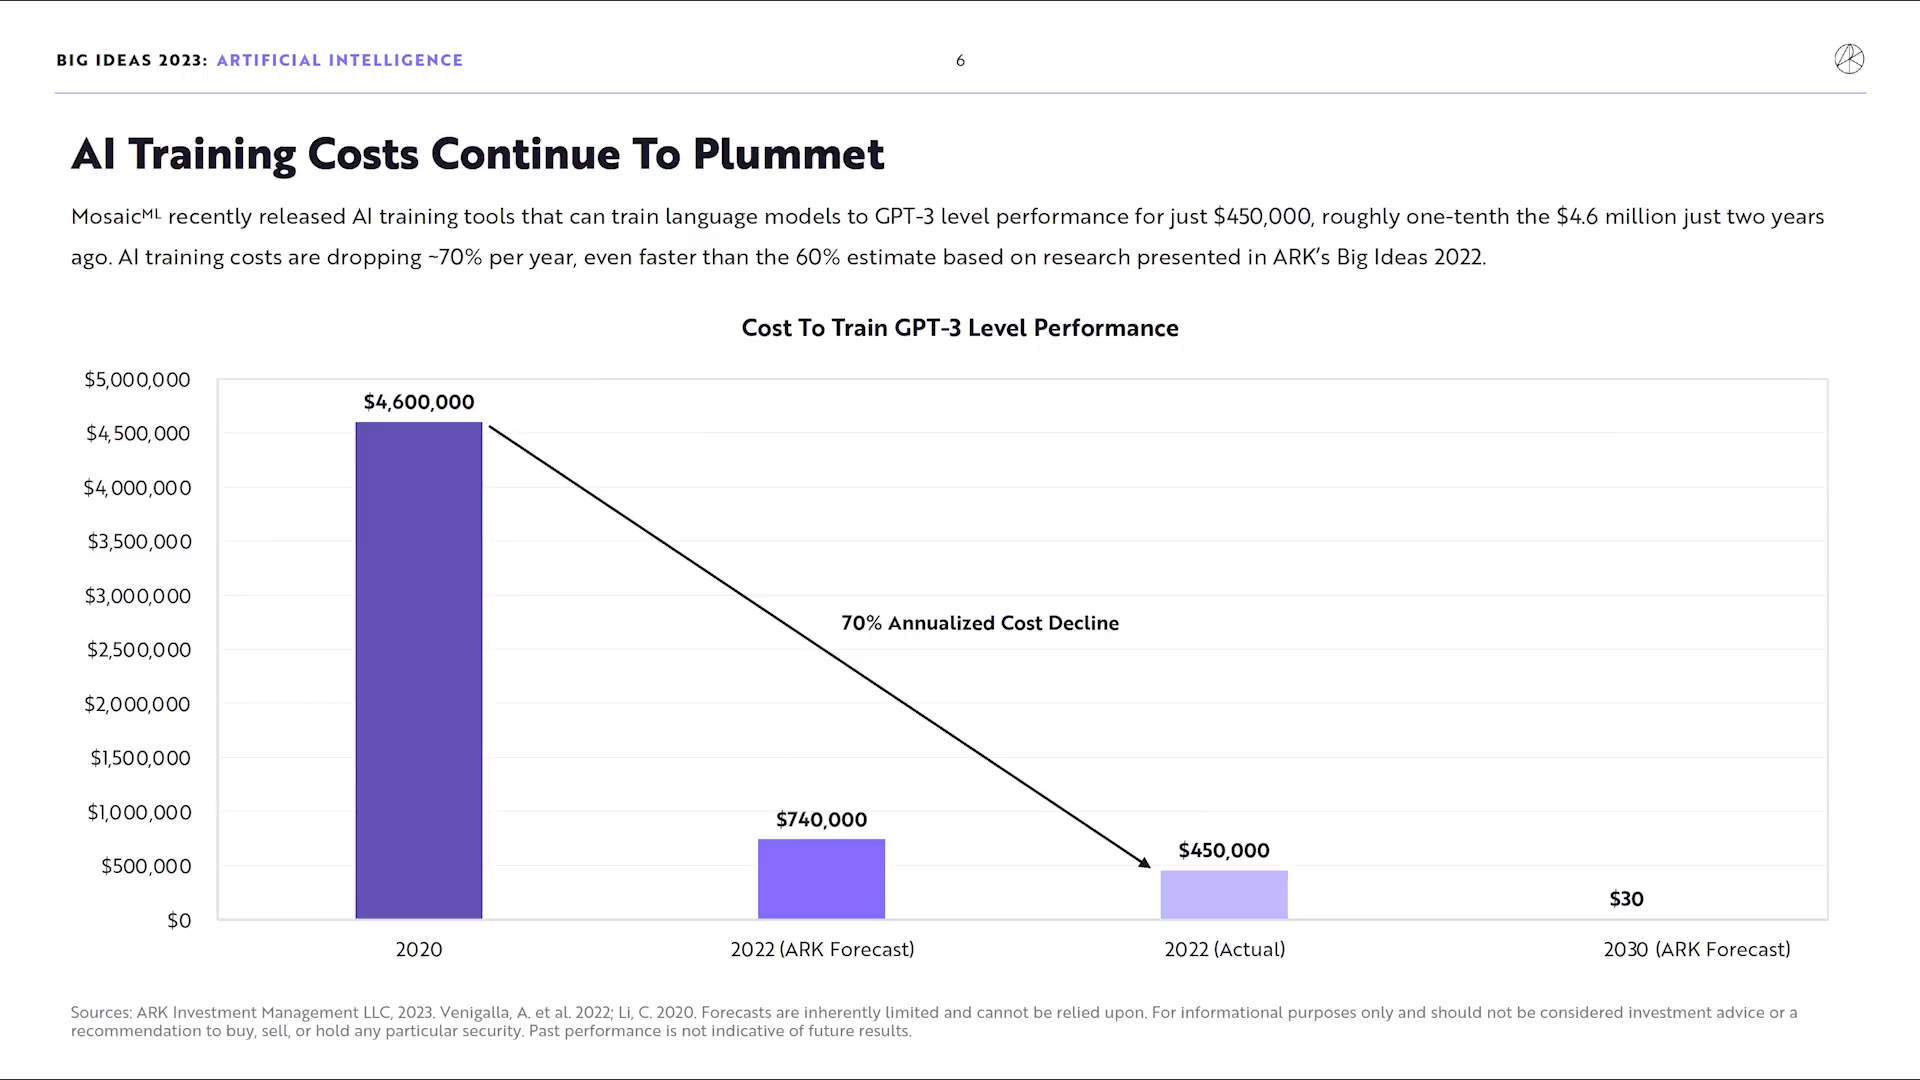 BIG IDEAS 2023: ARTIFICIAL INTELLIGENCE
6
AI Training Costs Continue To Plummet
Mosaicᴹᴸ recently released AI training tools that can train language models to GPT-3 level performance for just $450,000, roughly one-tenth the $4.6 million just two years
ago. AI training costs are dropping ~70% per year, even faster than the 60% estimate based on research presented in ARK’s Big Ideas 2022.
Cost To Train GPT-3 Level Performance
$5,000,000
$4,500,000
$4,000,000
$3,500,000
$3,000,000
$2,500,000
$2,000,000
$1,500,000
$1,000,000
$500,000
$0
$4,600,000
70% Annualized Cost Decline
$740,000
$450,000
$30
2020
2022 (ARK Forecast)
2022 (Actual)
2030 (ARK Forecast)
Sources: ARK Investment Management LLC, 2023. Venigalla, A. et al. 2022; Li, C. 2020. Forecasts are inherently limited and cannot be relied upon. For informational purposes only and should not be considered investment advice or a
recommendation to buy, sell, or hold any particular security. Past performance is not indicative of future results.